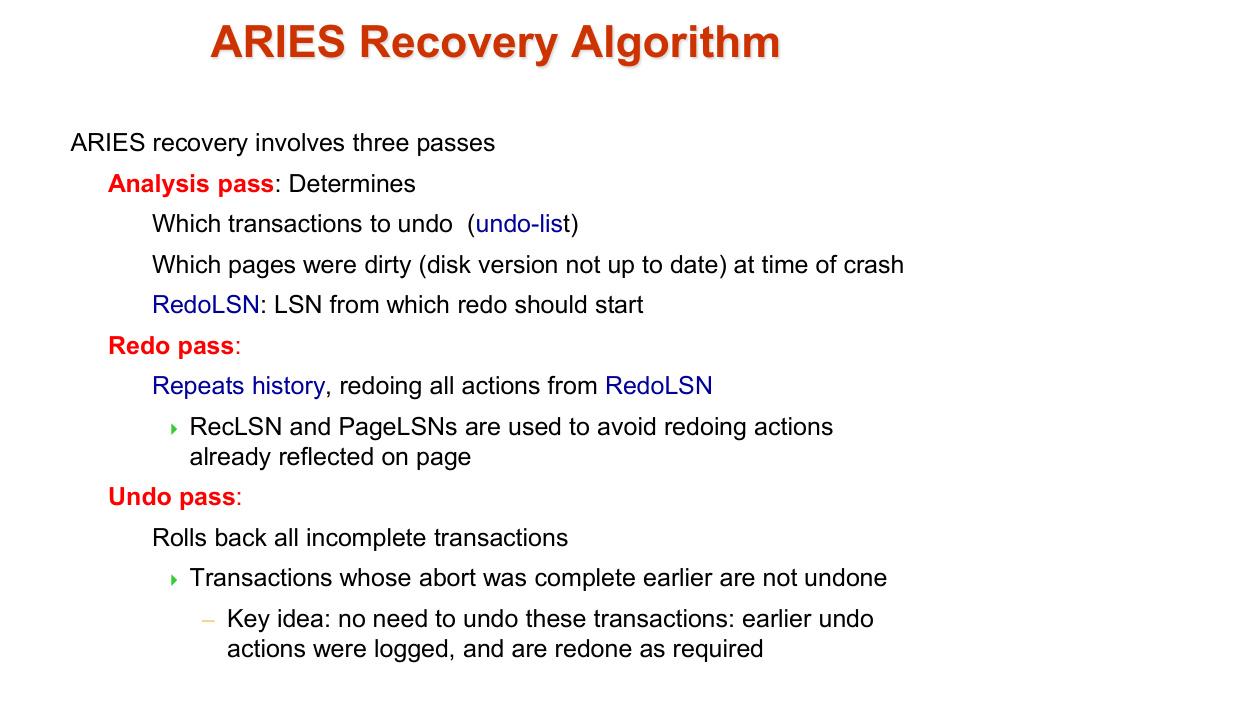 ARIES Recovery Algorithm
ARIES recovery involves three passes
Analysis pass: Determines
Which transactions to undo (undo-list)
Which pages were dirty (disk version not up to date) at time of crash
RedoLSN: LSN from which redo should start
Redo pass:
Repeats history, redoing all actions from RedoLSN
RecLSN and PageLSNs are used to avoid redoing actions
already reflected on page
Undo pass:
Rolls back all incomplete transactions
Transactions whose abort was complete earlier are not undone
– Key idea: no need to undo these transactions: earlier undo
actions were logged, and are redone as required